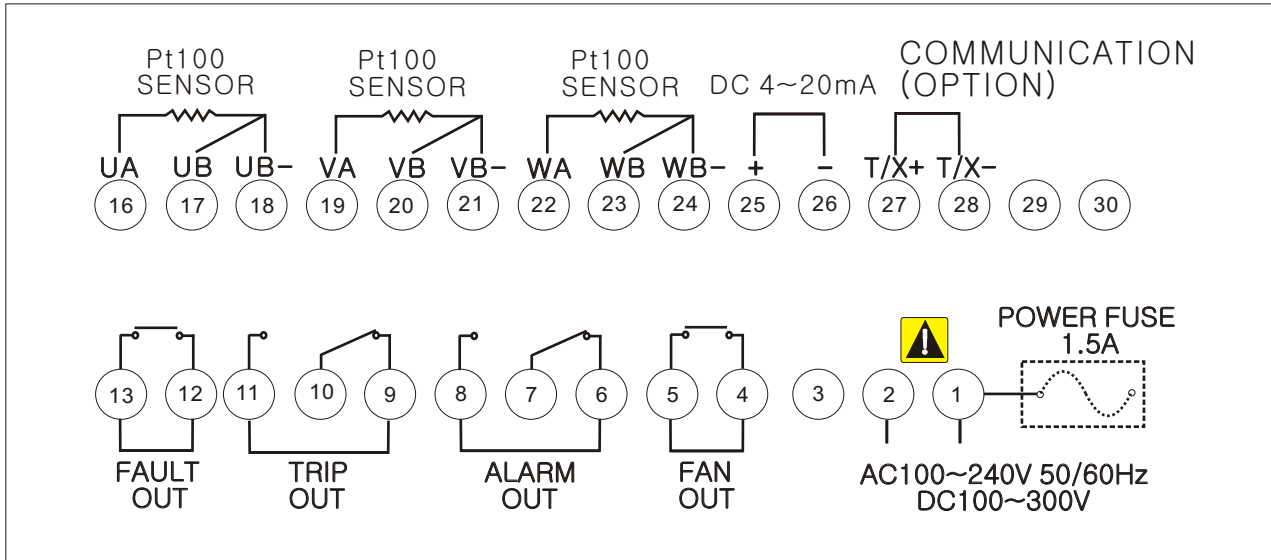 Pt100
SENSOR
Pt100
SENSOR
Pt100
SENSOR
DC 4~20mA
COMMUNICATION
(OPTION)
UA UB UB- VA VB VB- WA WB WB- + - T/X+ T/X-
16 17 18 19 20 21 22 23 24 25 26 27 28 29 30
POWER FUSE
1.5A
13 12 11 10 9 8 7 6 5 4 3 2 1
FAULT
OUT
TRIP
OUT
ALARM
OUT
FAN
OUT
AC100~240V 50/60Hz
DC100~300V